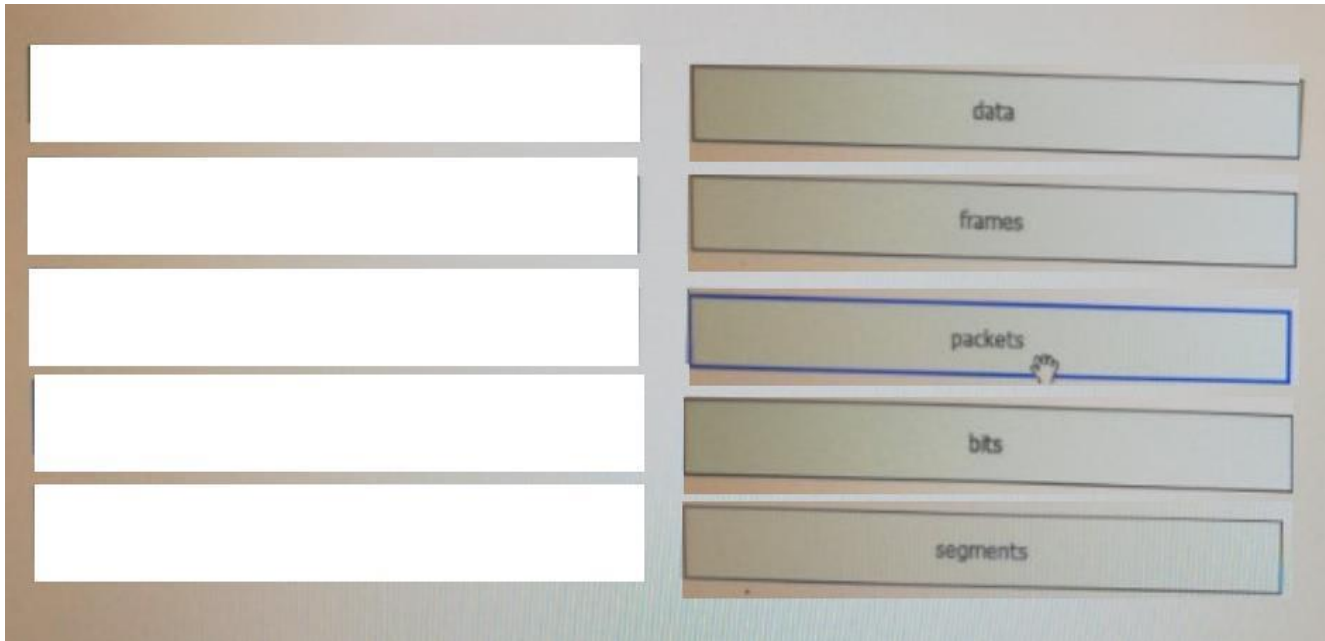 data
frames
packets
bits
segments